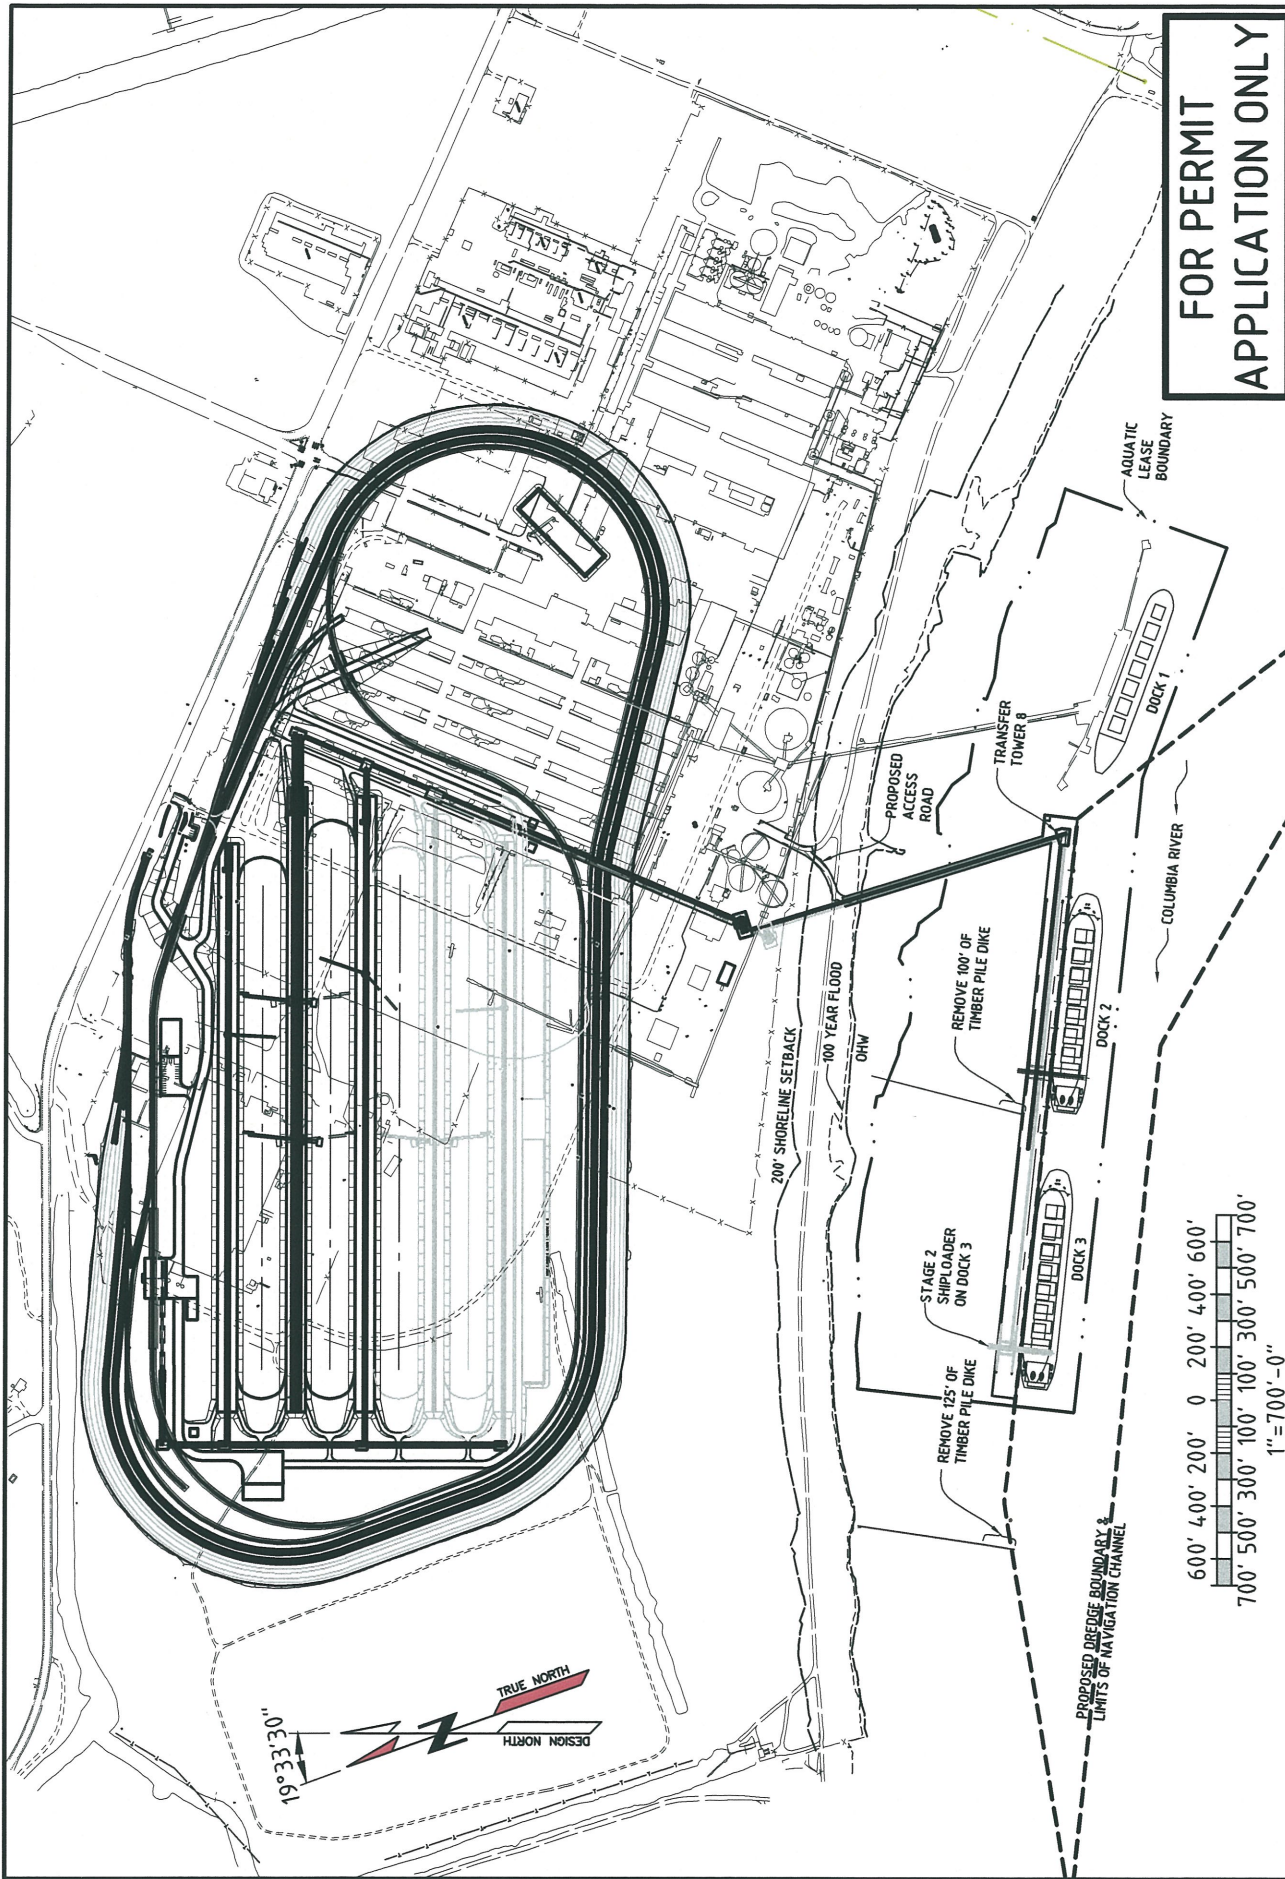 FOR PERMIT
APPLICATION ONLY
AQUATIC
LEASE
BOUNDARY
TRANSFER
TOWER 8
DOCK 1
PROPOSED
ACCESS
ROAD
COLUMBIA RIVER
REMOVE 100' OF
TIMBER PILE DIKE
100 YEAR FLOOD
OHW
200' SHORELINE SETBACK
DOCK 2
STAGE 2
SHIPLOADER
ON DOCK 3
DOCK 3
REMOVE 125' OF
TIMBER PILE DIKE
PROPOSED DREDGE BOUNDARY &
LIMITS OF NAVIGATION CHANNEL
19°33'30"
TRUE NORTH
N
DESIGN NORTH
600' 400' 200' 0 200' 400' 600'
700' 500' 300' 100' 100' 300' 500' 700'
1"=700'-0"